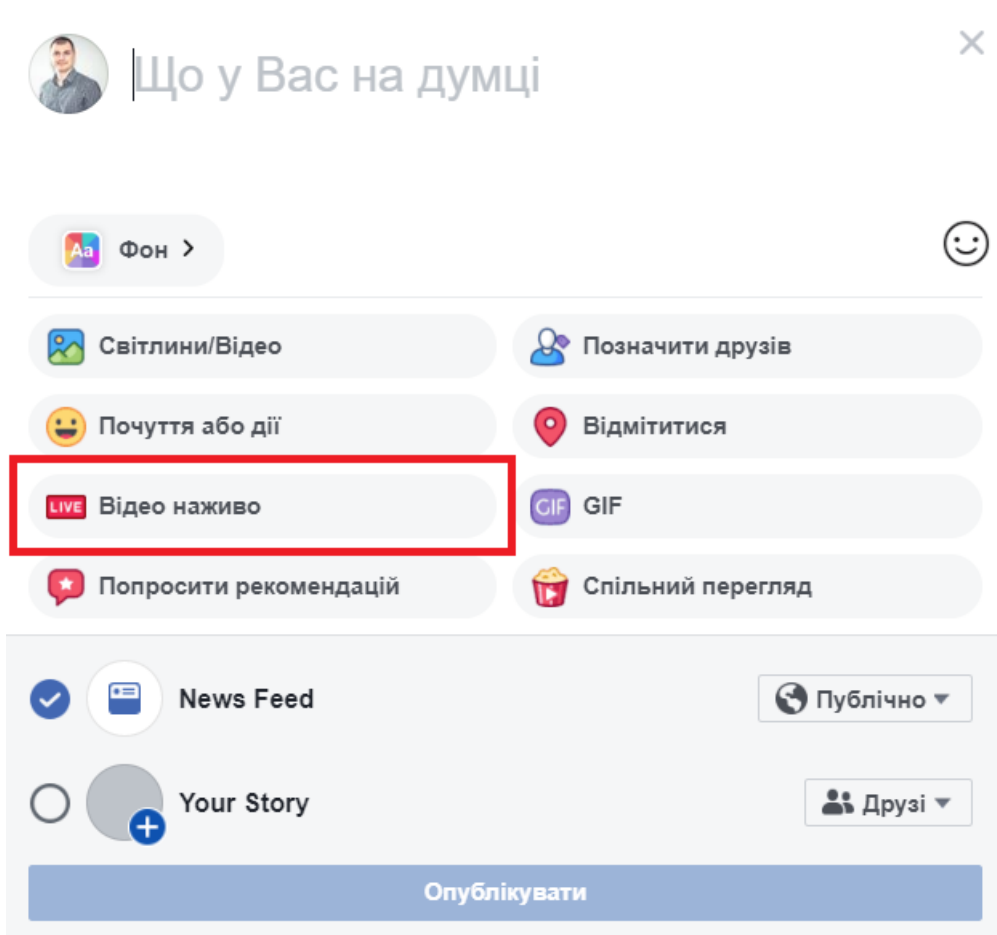 Що у Вас на думці
Aa Фон
Світлини/Відео
Позначити друзів
Почуття або дії
Відмітитися
LIVE Відео наживо
GIF GIF
Попросити рекомендацій
Спільний перегляд
News Feed
Публічно
Your Story
Друзі
Опублікувати